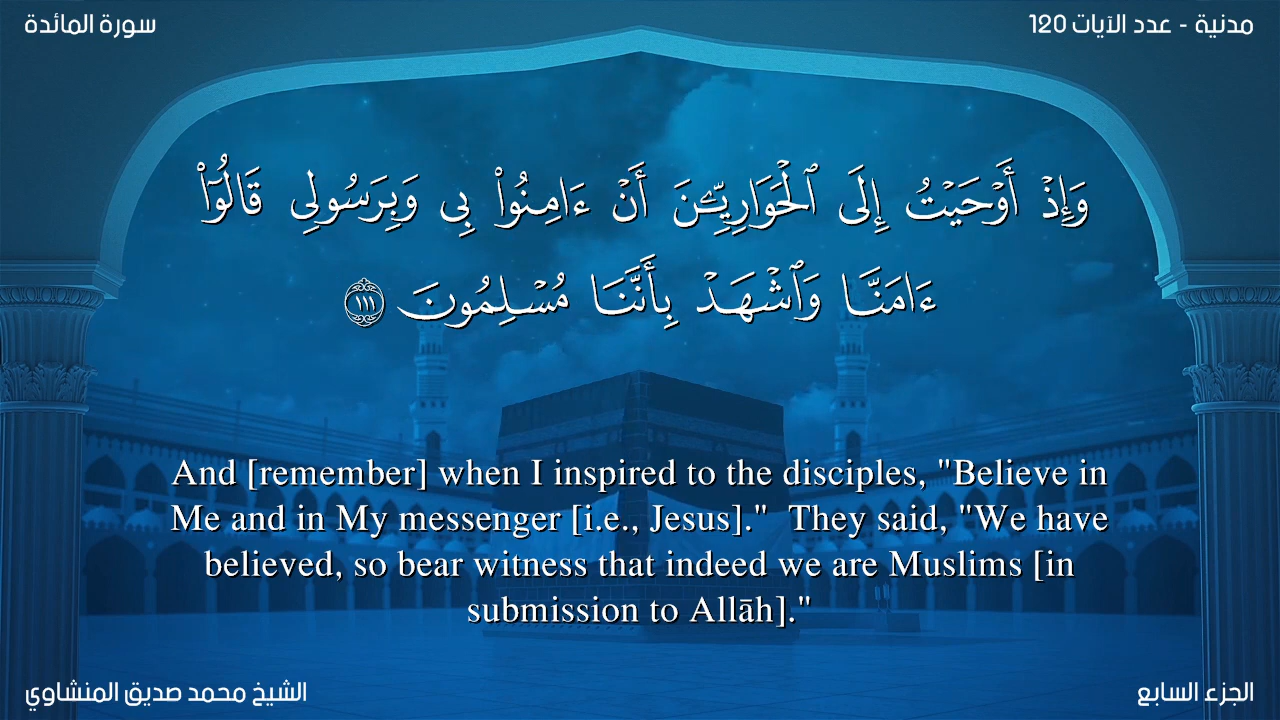 سورة المائدة
مدنية - عدد الآيات 120
وَإِذْ أَوْحَيْتُ إِلَى ٱلْحَوَارِيِّـۧنَ أَنْ ءَامِنُوا۟ بِى وَبِرَسُولِى قَالُوٓا۟
ءَامَنَّا وَٱشْهَدْ بِأَنَّنَا مُسْلِمُونَ ١١١
And [remember] when I inspired to the disciples, "Believe in
Me and in My messenger [i.e., Jesus]."  They said, "We have
believed, so bear witness that indeed we are Muslims [in
submission to Allāh]."
الشيخ محمد صديق المنشاوي
الجزء السابع